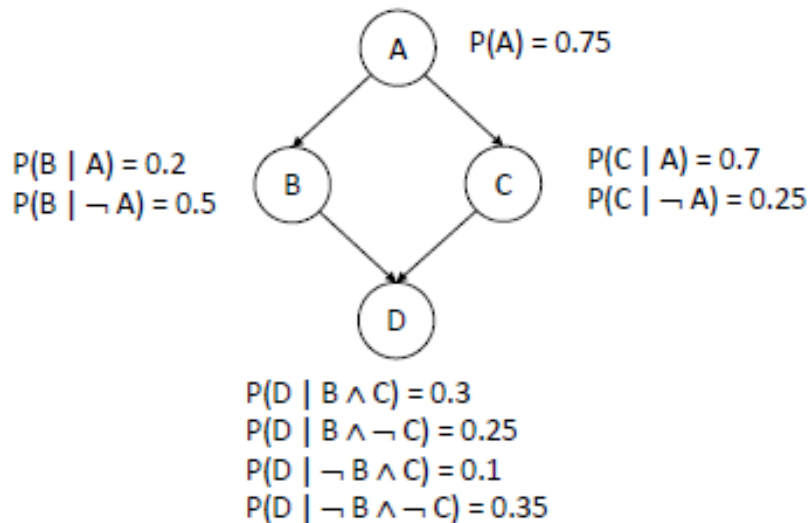 A
P(A) = 0.75
P(B | A) = 0.2
P(B | ¬ A) = 0.5
B
C
P(C | A) = 0.7
P(C | ¬ A) = 0.25
D
P(D | B ∧ C) = 0.3
P(D | B ∧ ¬ C) = 0.25
P(D | ¬ B ∧ C) = 0.1
P(D | ¬ B ∧ ¬ C) = 0.35